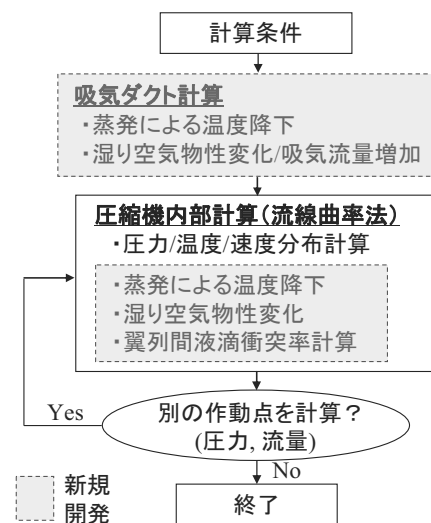 計算条件
吸気ダクト計算
・蒸発による温度降下
・湿り空気物性変化/吸気流量増加
圧縮機内部計算(流線曲率法)
・圧力/温度/速度分布計算
・蒸発による温度降下
・湿り空気物性変化
・翼列間液滴衝突率計算
Yes
別の作動点を計算？
(圧力, 流量)
No
新規
開発
終了